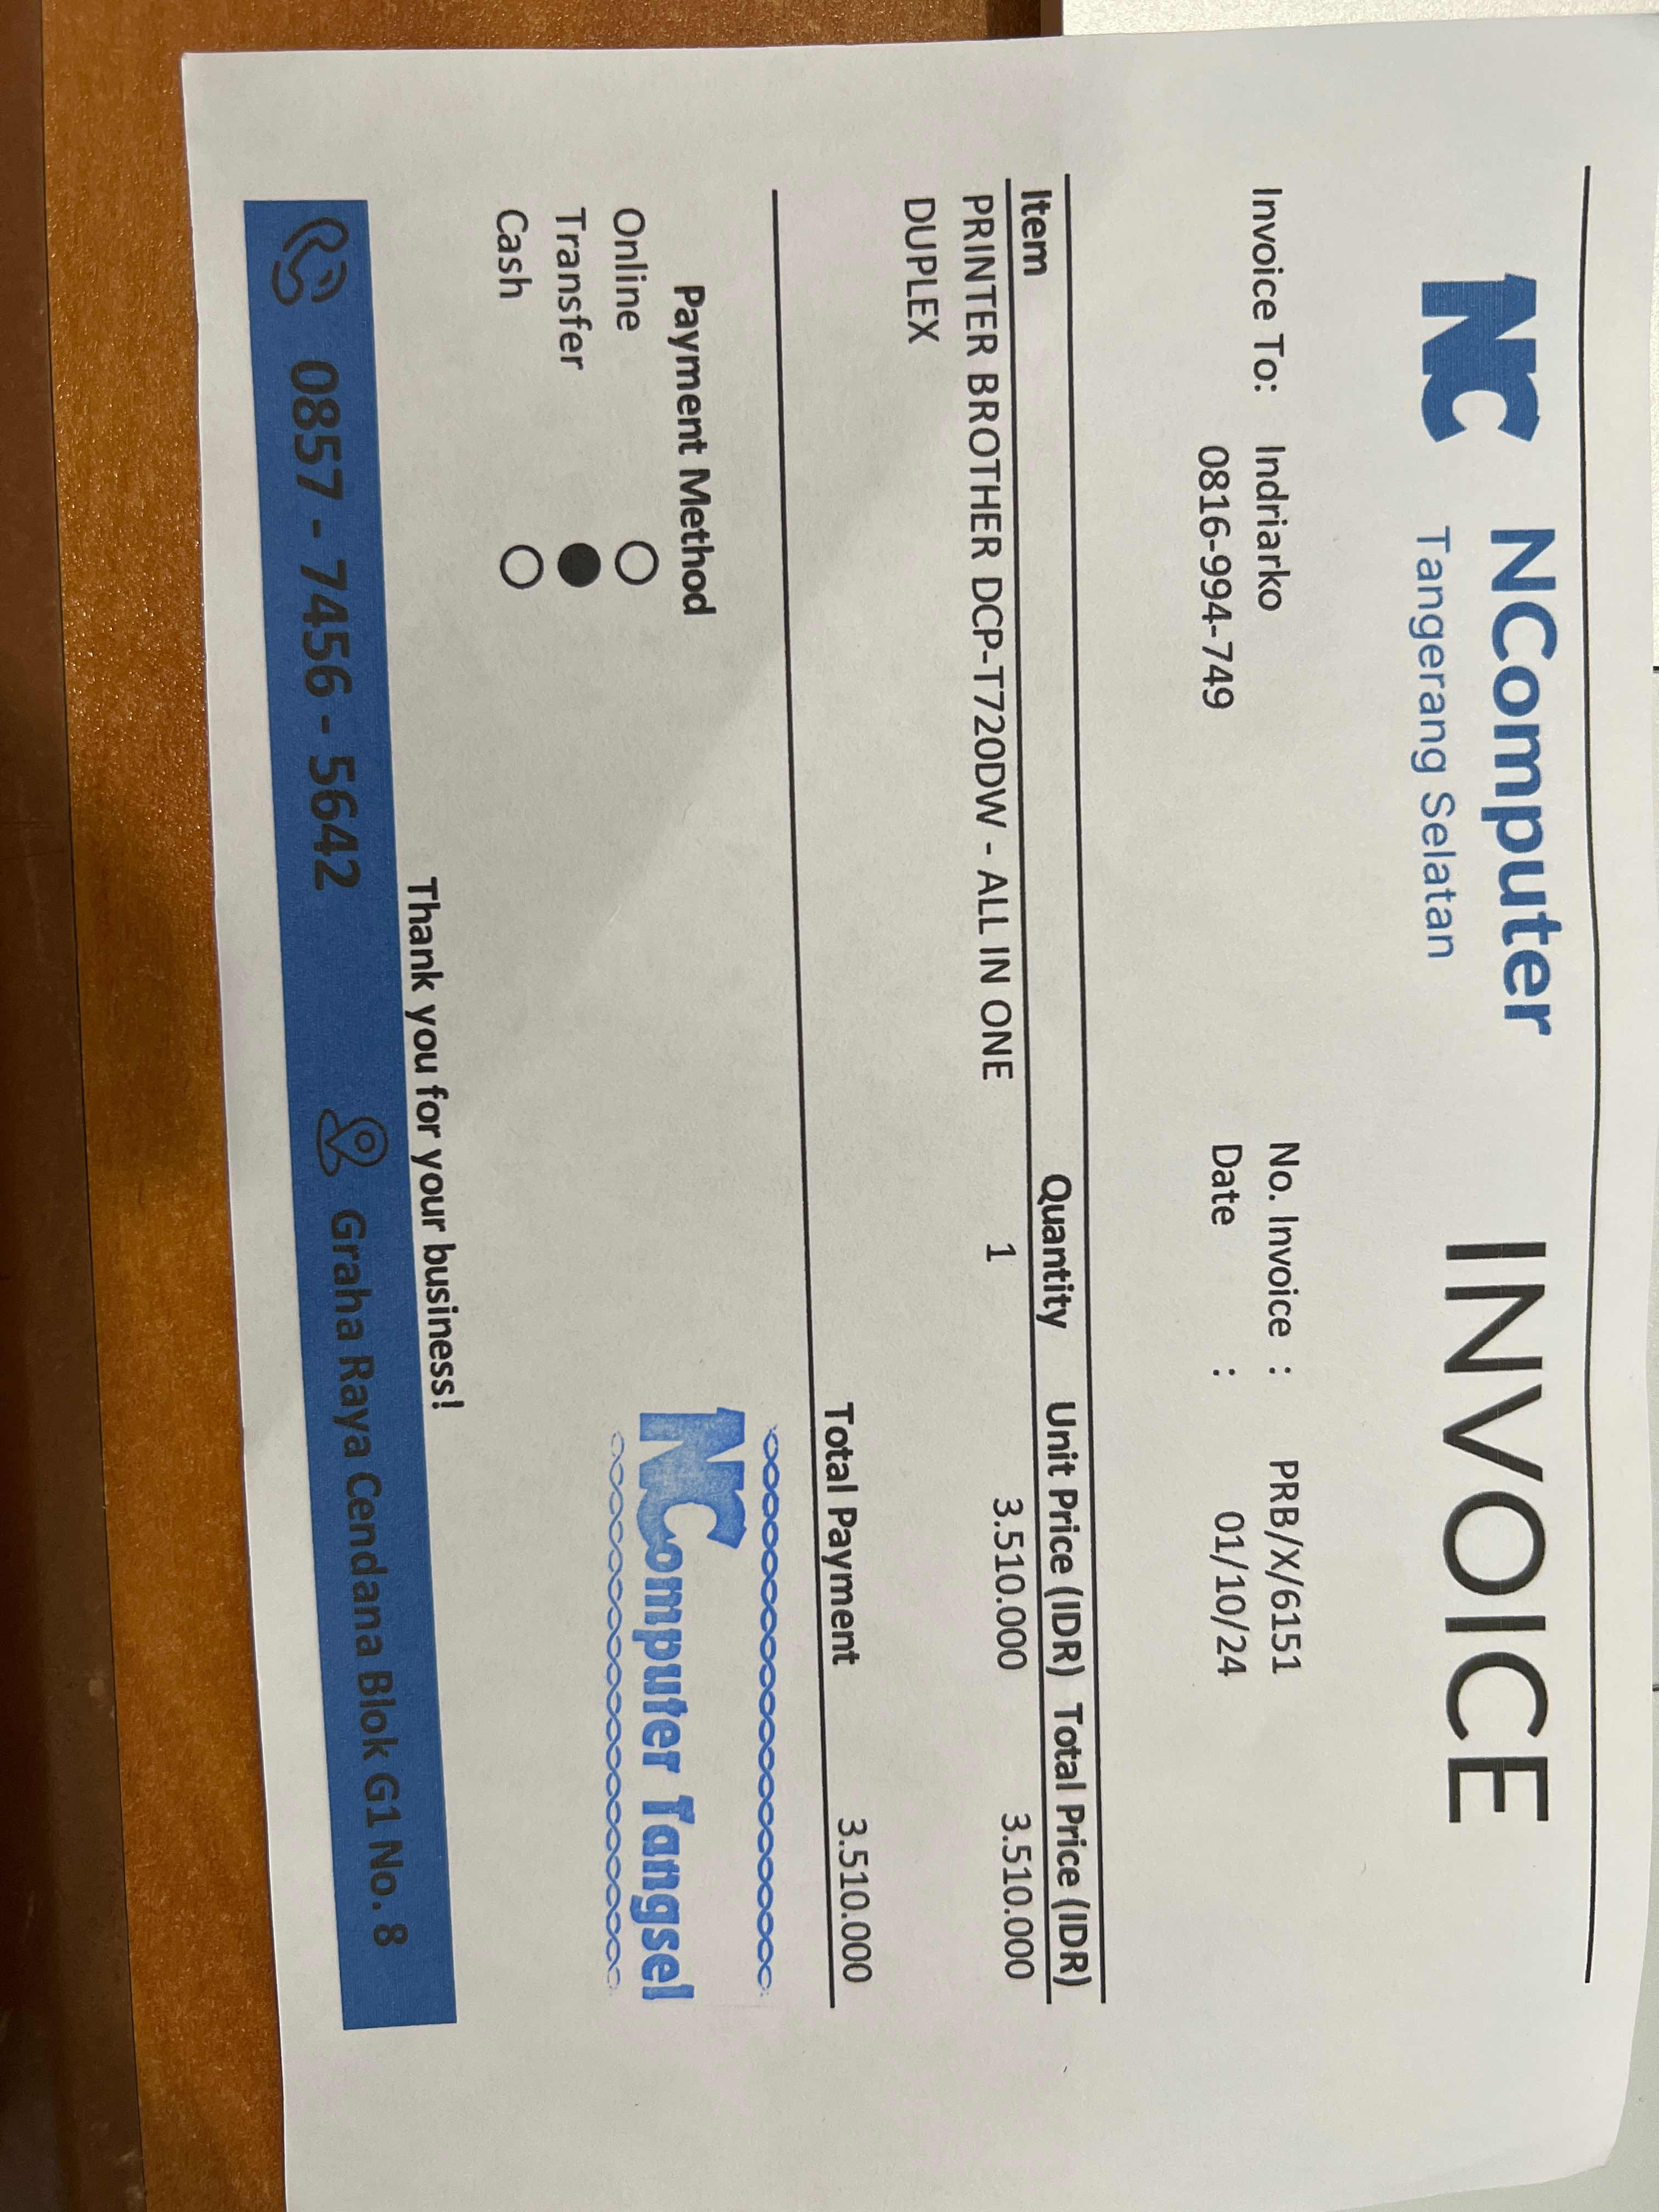 NC NComputer INVOICE
Tangerang Selatan
Invoice To: Indriarko No. Invoice : PRB/X/6151
0816-994-749 Date : 01/10/24
Item Quantity Unit Price (IDR) Total Price (IDR)
PRINTER BROTHER DCP-T720DW - ALL IN ONE 1 3.510.000 3.510.000
DUPLEX
Total Payment 3.510.000
Payment Method
Online
Transfer
Cash
NComputer Tangsel
Thank you for your business!
0857 - 7456 - 5642 Graha Raya Cendana Blok G1 No. 8